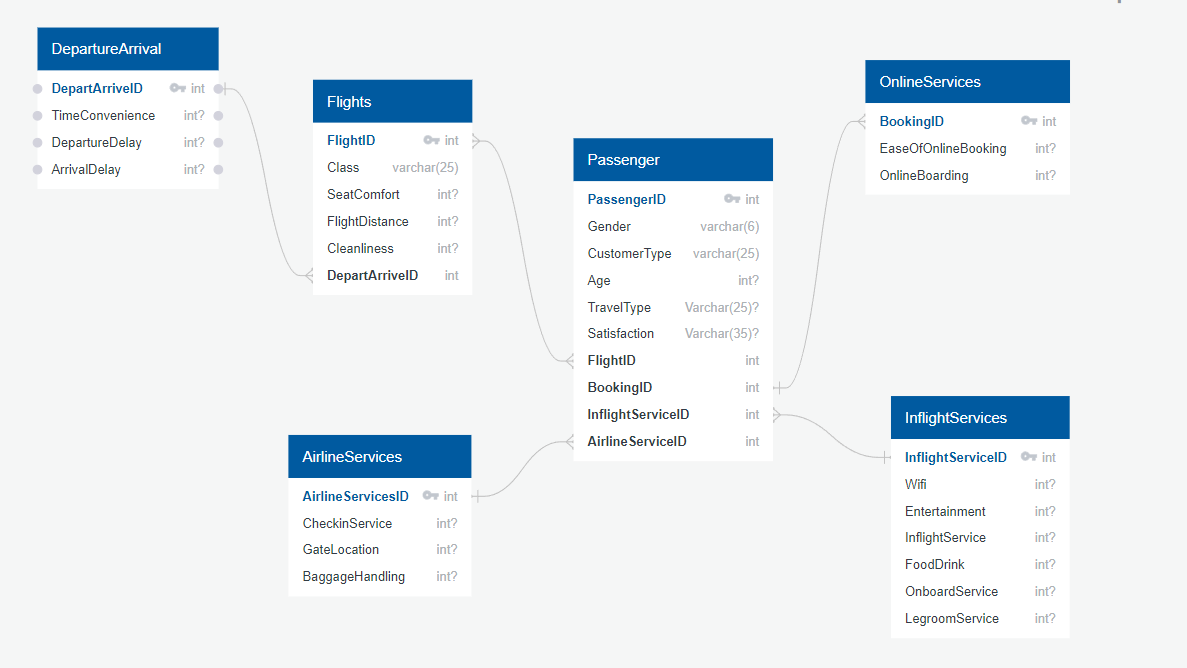 DepartureArrival
DepartArriveID int
TimeConvenience int?
DepartureDelay int?
ArrivalDelay int?
Flights
FlightID int
Class varchar(25)
SeatComfort int?
FlightDistance int?
Cleanliness int?
DepartArriveID int
Passenger
PassengerID int
Gender varchar(6)
CustomerType varchar(25)
Age int?
TravelType Varchar(25)?
Satisfaction Varchar(35)?
FlightID int
BookingID int
InflightServiceID int
AirlineServiceID int
OnlineServices
BookingID int
EaseOfOnlineBooking int?
OnlineBoarding int?
AirlineServices
AirlineServicesID int
CheckinService int?
GateLocation int?
BaggageHandling int?
InflightServices
InflightServiceID int
Wifi int?
Entertainment int?
InflightService int?
FoodDrink int?
OnboardService int?
LegroomService int?